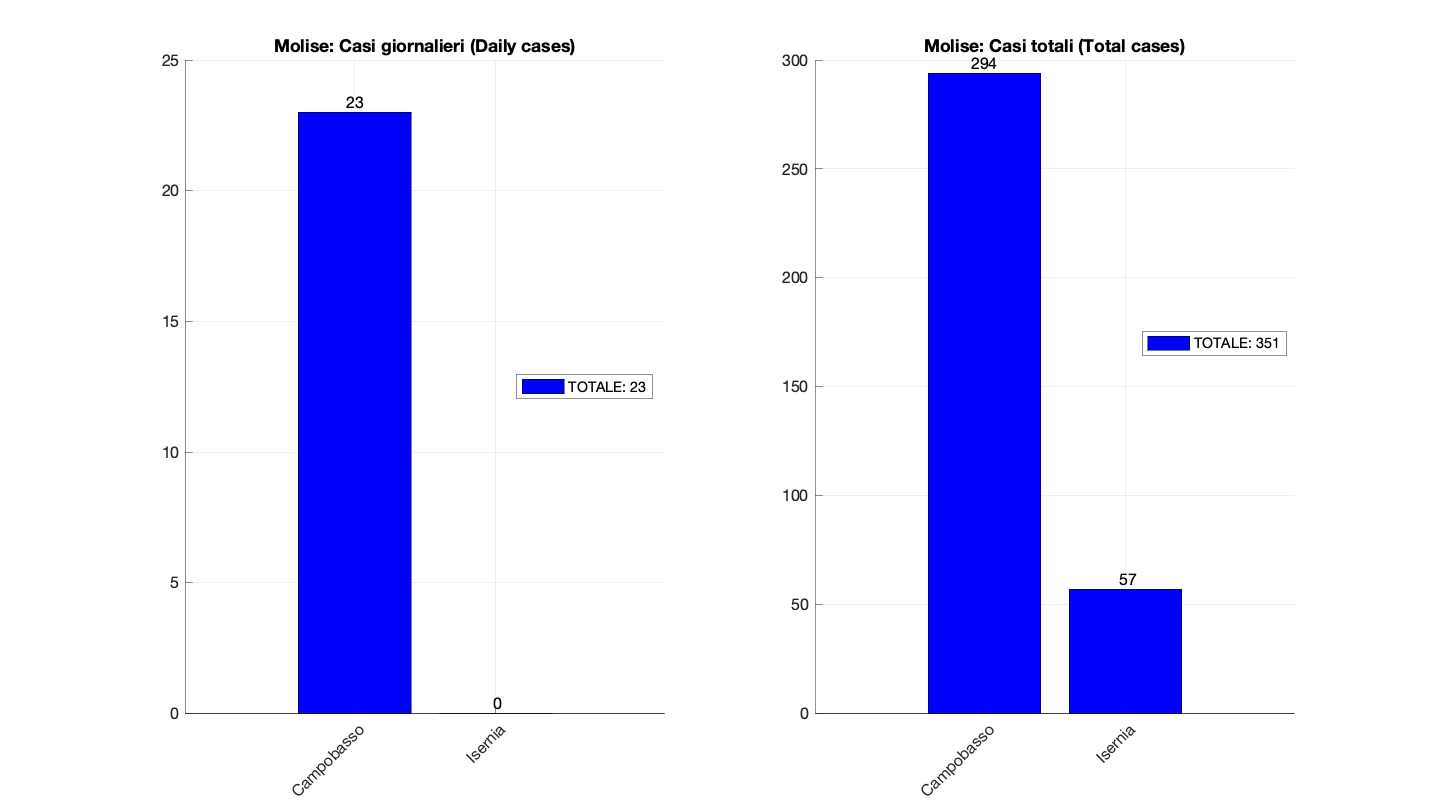 Molise: Casi giornalieri (Daily cases)
25
20
15
10
5
0
23
0
TOTALE: 23
Campobasso
Isernia
Molise: Casi totali (Total cases)
300
250
200
150
100
50
0
294
57
TOTALE: 351
Campobasso
Isernia